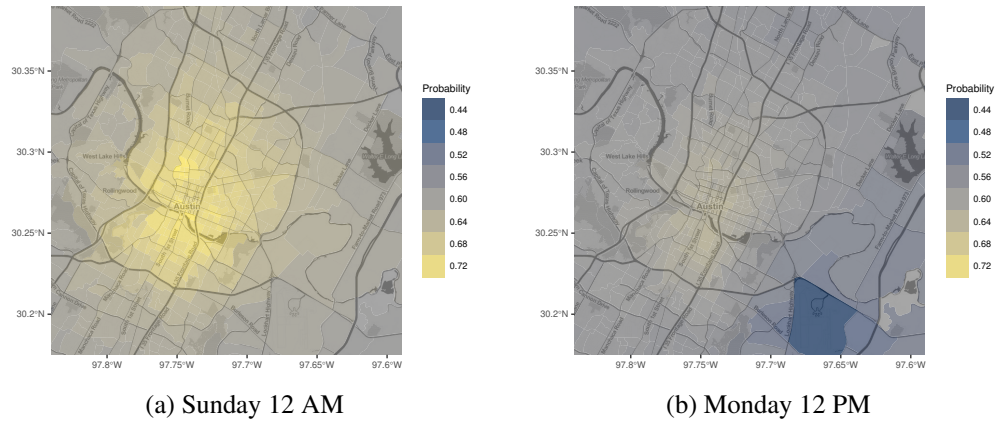 30.35°N
30.3°N
30.25°N
30.2°N
97.8°W
97.75°W
97.7°W
97.65°W
97.6°W
West Lake Hills
Rollingwood
Austin
Probability
0.44
0.48
0.52
0.56
0.60
0.64
0.68
0.72
(a) Sunday 12 AM
30.35°N
30.3°N
30.25°N
30.2°N
97.8°W
97.75°W
97.7°W
97.65°W
97.6°W
West Lake Hills
Rollingwood
Austin
Probability
0.44
0.48
0.52
0.56
0.60
0.64
0.68
0.72
(b) Monday 12 PM